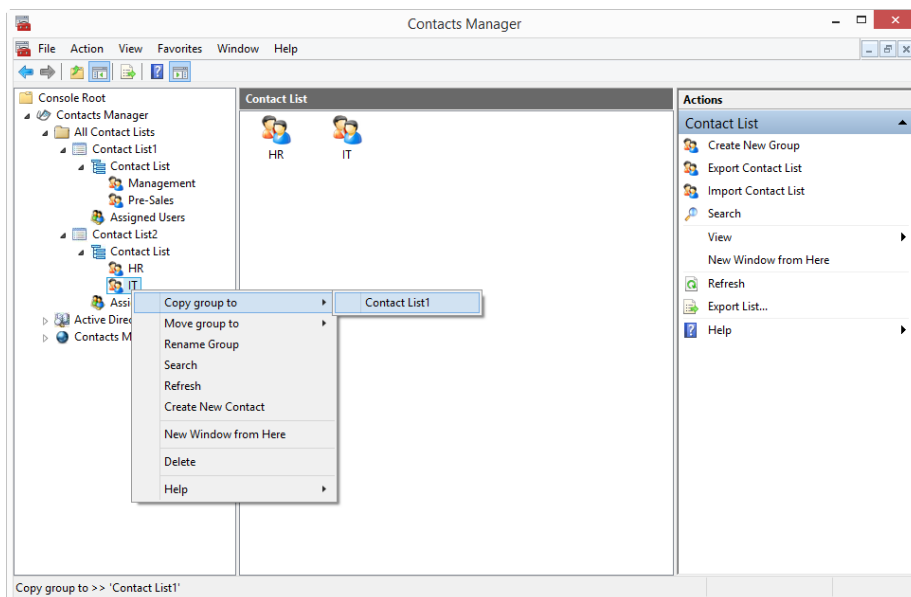 Contacts Manager
File Action View Favorites Window Help
Console Root
Contacts Manager
All Contact Lists
Contact List1
Contact List
Management
Pre-Sales
Assigned Users
Contact List2
Contact List
HR
IT
Assi
Active Direc
Contacts M
Contact List
HR IT
Copy group to
Move group to
Rename Group
Search
Refresh
Create New Contact
New Window from Here
Delete
Help
Contact List1
Actions
Contact List
Create New Group
Export Contact List
Import Contact List
Search
View
New Window from Here
Refresh
Export List...
Help
Copy group to >> 'Contact List1'